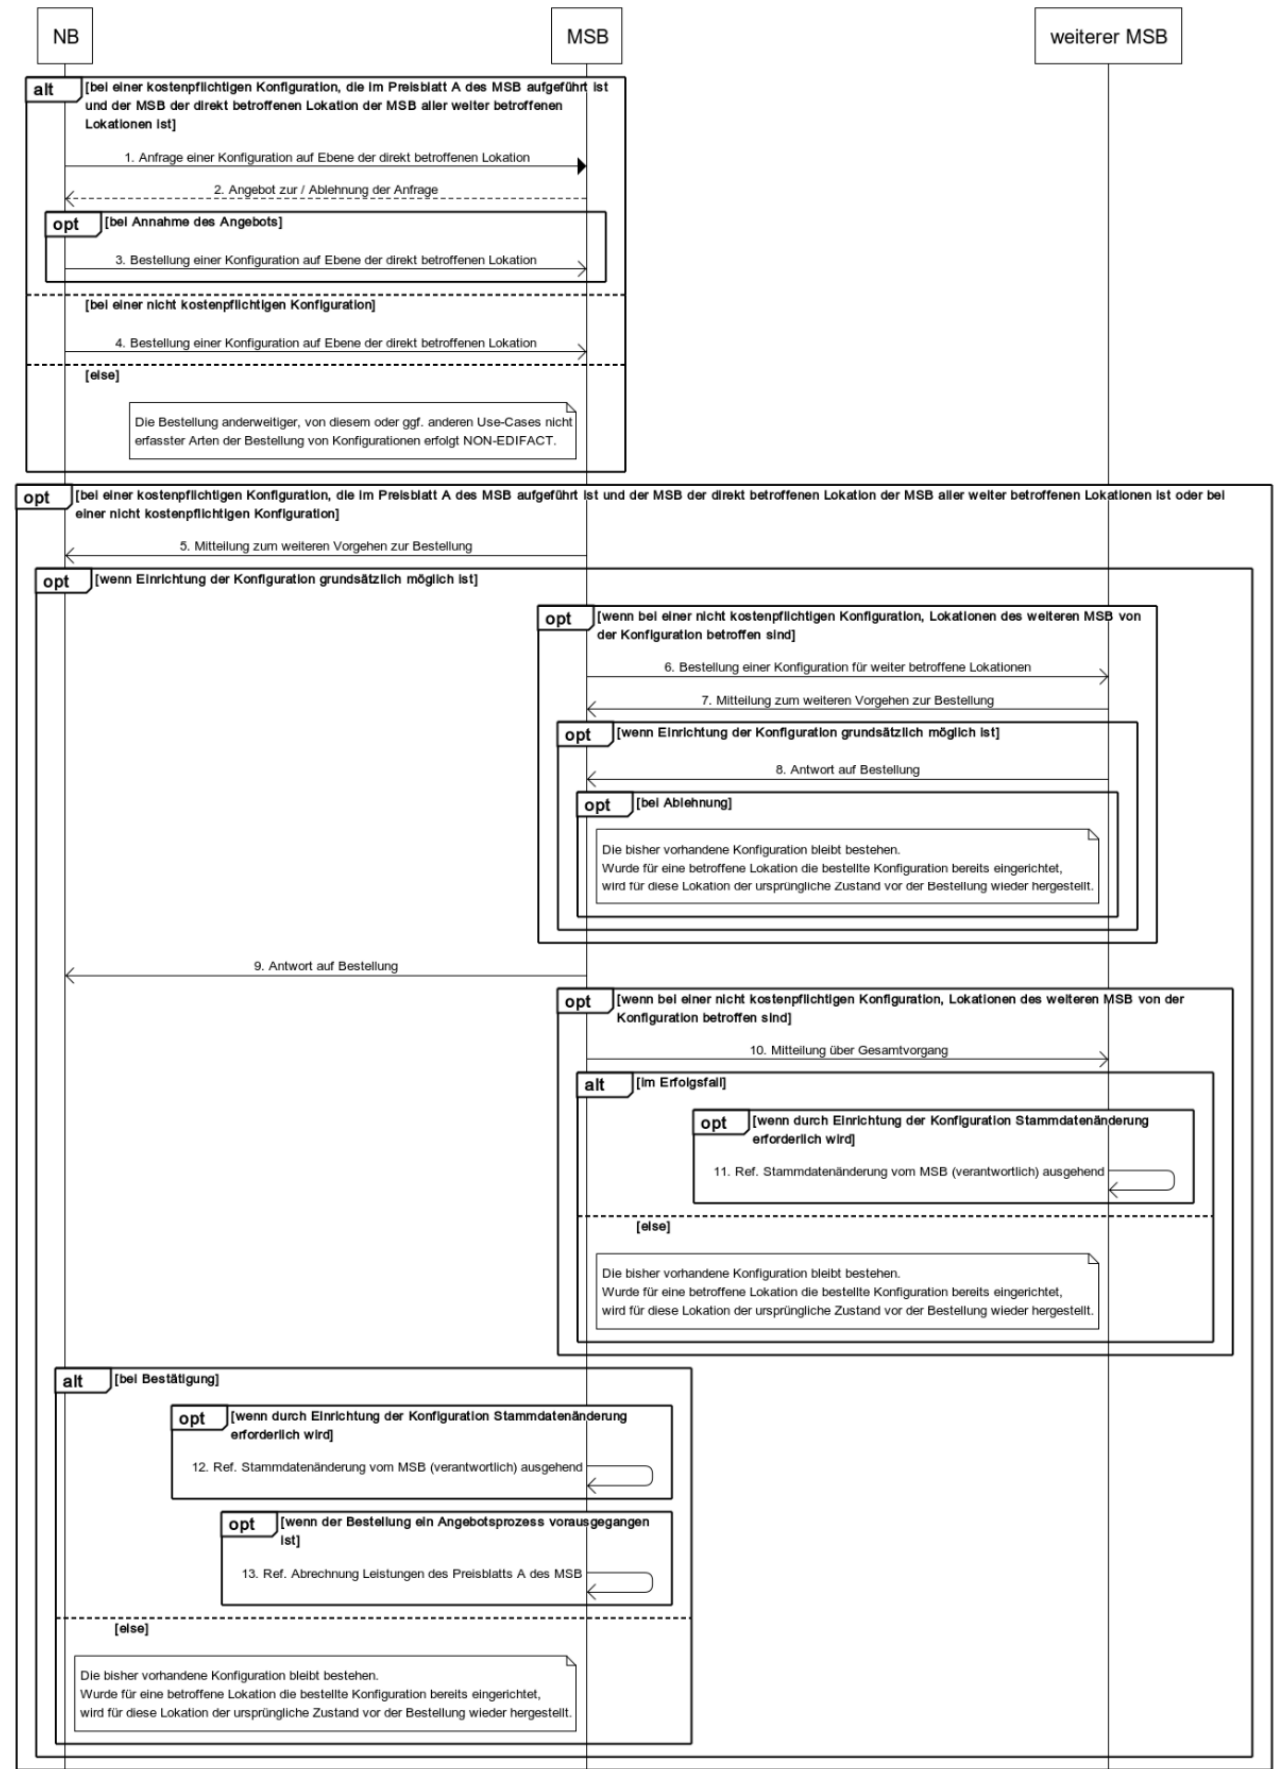 NB
MSB
weiterer MSB
alt
[bei einer kostenpflichtigen Konfiguration, die im Preisblatt A des MSB aufgeführt ist
und der MSB der direkt betroffenen Lokation der MSB aller weiter betroffenen
Lokationen ist]
1. Anfrage einer Konfiguration auf Ebene der direkt betroffenen Lokation
2. Angebot zur / Ablehnung der Anfrage
opt
[bei Annahme des Angebots]
3. Bestellung einer Konfiguration auf Ebene der direkt betroffenen Lokation
[bei einer nicht kostenpflichtigen Konfiguration]
4. Bestellung einer Konfiguration auf Ebene der direkt betroffenen Lokation
[else]
Die Bestellung anderweitiger, von diesem oder ggf. anderen Use-Cases nicht
erfasster Arten der Bestellung von Konfigurationen erfolgt NON-EDIFACT.
opt
[bei einer kostenpflichtigen Konfiguration, die im Preisblatt A des MSB aufgeführt ist und der MSB der direkt betroffenen Lokation der MSB aller weiter betroffenen Lokationen ist oder bei
einer nicht kostenpflichtigen Konfiguration]
5. Mitteilung zum weiteren Vorgehen zur Bestellung
opt
[wenn Einrichtung der Konfiguration grundsätzlich möglich ist]
opt
[wenn bei einer nicht kostenpflichtigen Konfiguration, Lokationen des weiteren MSB von
der Konfiguration betroffen sind]
6. Bestellung einer Konfiguration für weiter betroffene Lokationen
7. Mitteilung zum weiteren Vorgehen zur Bestellung
opt
[wenn Einrichtung der Konfiguration grundsätzlich möglich ist]
8. Antwort auf Bestellung
opt
[bei Ablehnung]
Die bisher vorhandene Konfiguration bleibt bestehen.
Wurde für eine betroffene Lokation die bestellte Konfiguration bereits eingerichtet,
wird für diese Lokation der ursprüngliche Zustand vor der Bestellung wieder hergestellt.
9. Antwort auf Bestellung
opt
[wenn bei einer nicht kostenpflichtigen Konfiguration, Lokationen des weiteren MSB von der
Konfiguration betroffen sind]
10. Mitteilung über Gesamtvorgang
alt
[im Erfolgsfall]
opt
[wenn durch Einrichtung der Konfiguration Stammdatenänderung
erforderlich wird]
11. Ref. Stammdatenänderung vom MSB (verantwortlich) ausgehend
[else]
Die bisher vorhandene Konfiguration bleibt bestehen.
Wurde für eine betroffene Lokation die bestellte Konfiguration bereits eingerichtet,
wird für diese Lokation der ursprüngliche Zustand vor der Bestellung wieder hergestellt.
alt
[bei Bestätigung]
opt
[wenn durch Einrichtung der Konfiguration Stammdatenänderung
erforderlich wird]
12. Ref. Stammdatenänderung vom MSB (verantwortlich) ausgehend
opt
[wenn der Bestellung ein Angebotsprozess vorausgegangen
ist]
13. Ref. Abrechnung Leistungen des Preisblatts A des MSB
[else]
Die bisher vorhandene Konfiguration bleibt bestehen.
Wurde für eine betroffene Lokation die bestellte Konfiguration bereits eingerichtet,
wird für diese Lokation der ursprüngliche Zustand vor der Bestellung wieder hergestellt.